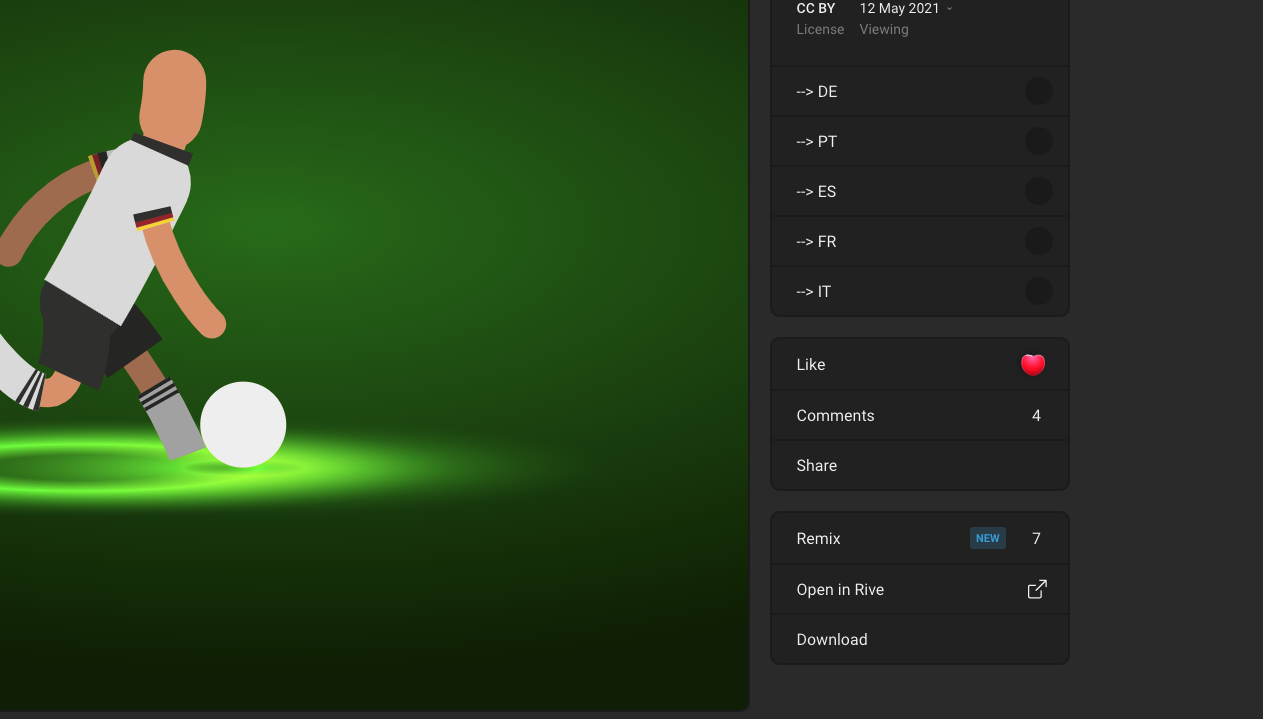 CC BY 12 May 2021
License Viewing
--> DE
--> PT
--> ES
--> FR
--> IT
Like
Comments 4
Share
Remix NEW 7
Open in Rive
Download